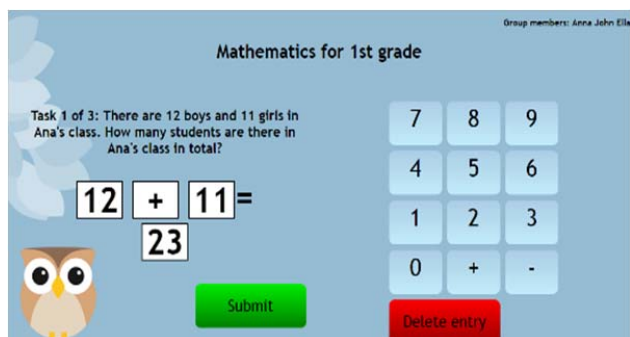 Group members: Anna John Ella
Mathematics for 1st grade
Task 1 of 3: There are 12 boys and 11 girls in
Ana's class. How many students are there in
Ana's class in total?
12 + 11 =
23
Submit
7 8 9
4 5 6
1 2 3
0 + -
Delete entry